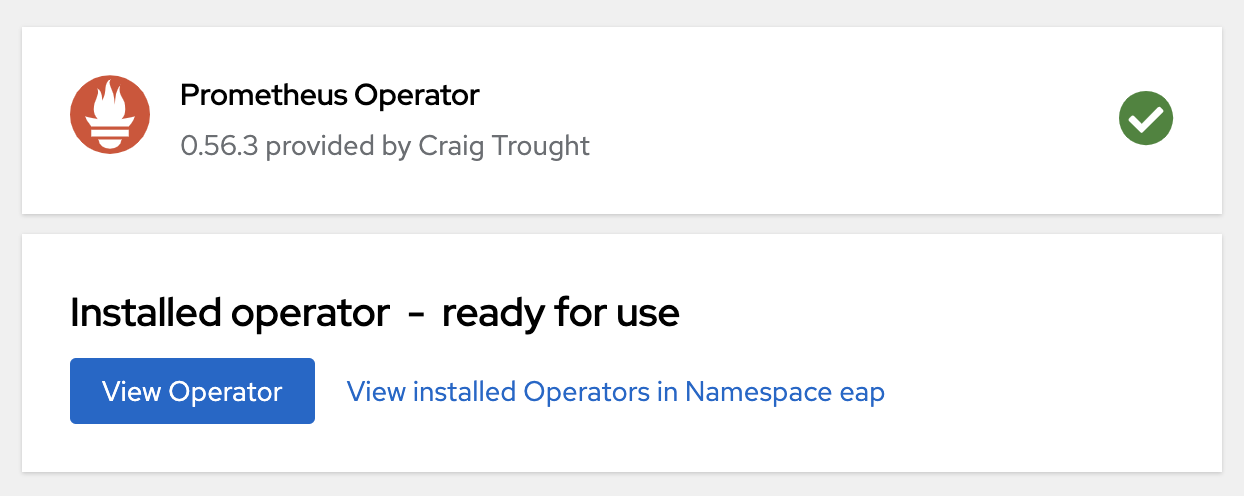 Prometheus Operator
0.56.3 provided by Craig Trought
Installed operator - ready for use
View Operator
View installed Operators in Namespace eap